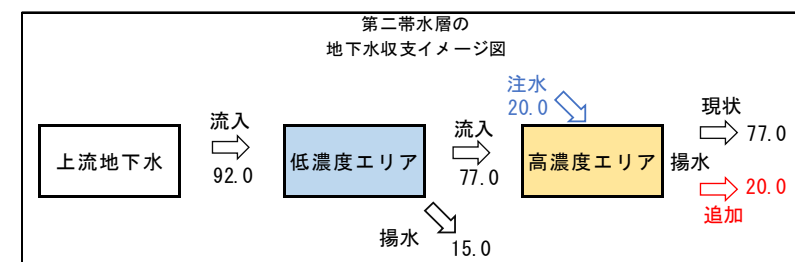 第二帯水層の
地下水収支イメージ図
注水
20.0
上流地下水
流入
92.0
低濃度エリア
流入
77.0
高濃度エリア
現状
77.0
揚水
20.0
追加
揚水
15.0